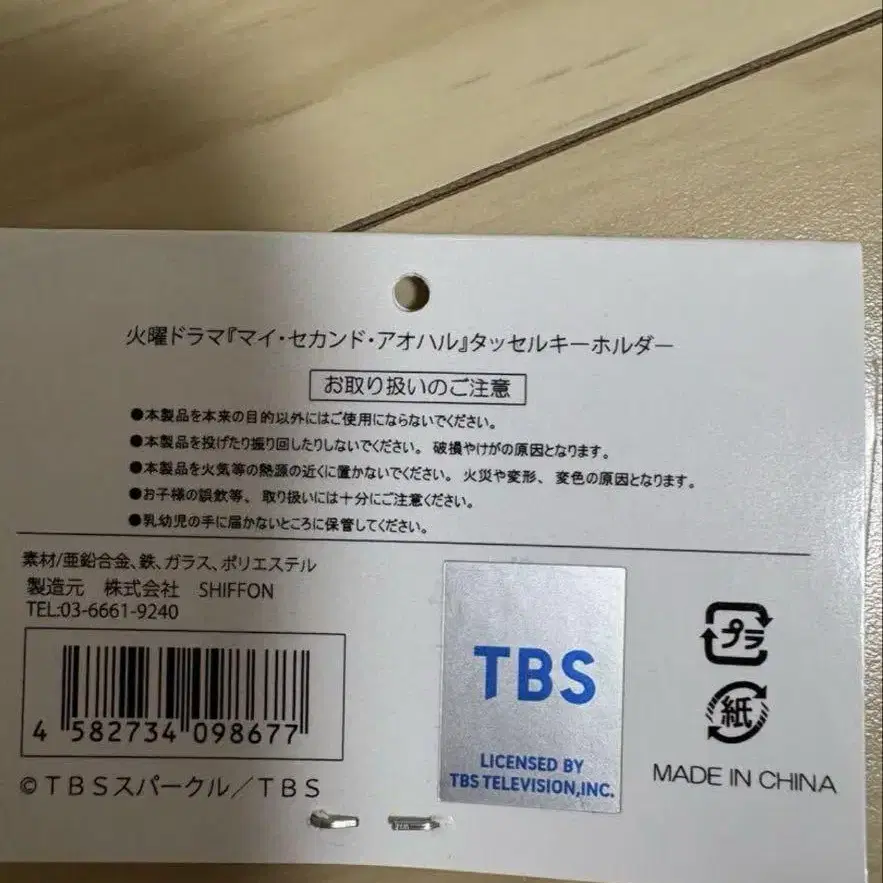 火曜ドラマ『マイ・セカンド・アオハル』タッセルキーホルダー
お取り扱いのご注意
●本製品を本来の目的以外にはご使用にならないでください。
●本製品を投げたり振り回したりしないでください。 破損やけがの原因となります。
●本製品を火気等の熱源の近くに置かないでください。 火災や変形、変色の原因となります。
●お子様の誤飲等、取り扱いには十分にご注意ください。
●乳幼児の手に届かないところに保管してください。
素材/亜鉛合金、鉄、ガラス、ポリエステル
製造元 株式会社 SHIFFON
TEL:03-6661-9240
4 582734 098677
©TBSスパークル/TBS
TBS
LICENSED BY
TBS TELEVISION,INC.
プラ
紙
MADE IN CHINA